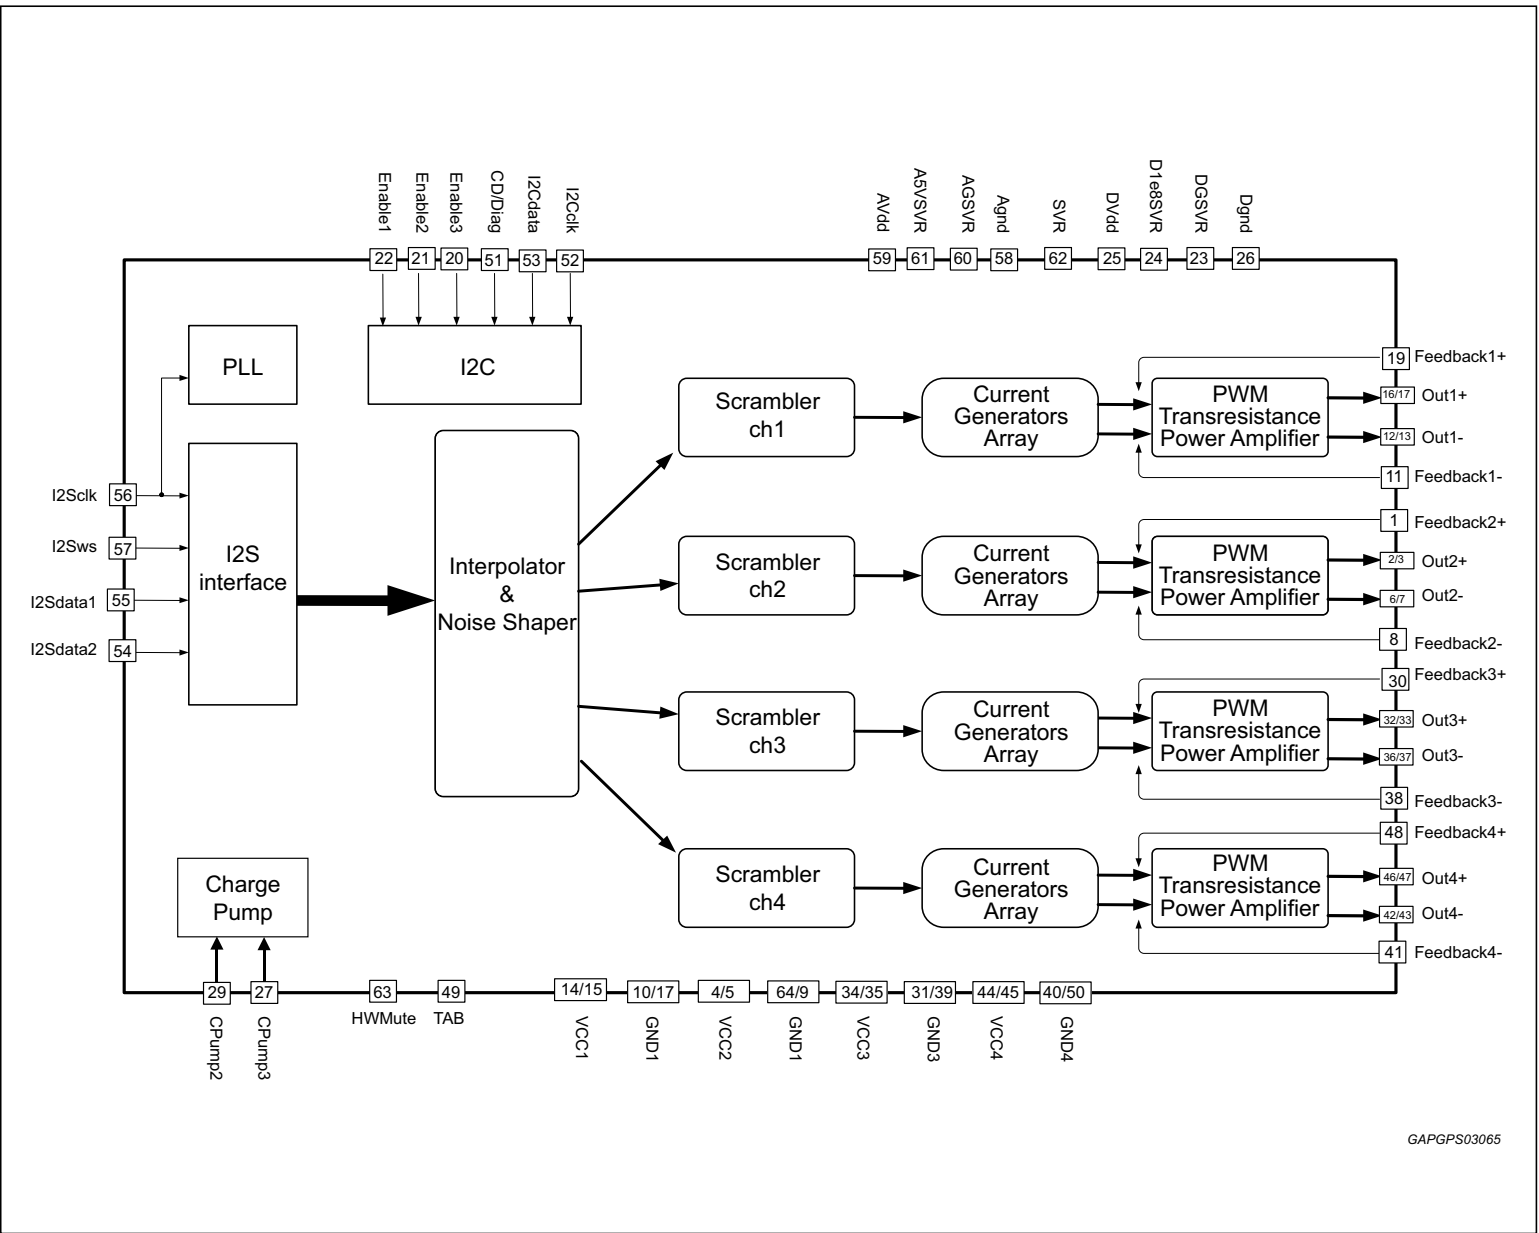 Enable1
Enable2
Enable3
CD/Diag
I2Cdata
I2Cclk
AVdd
A5VSVR
AGSVR
Agnd
SVR
DVdd
D1e8SVR
DGSVR
Dgnd
22
21
20
51
53
52
59
61
60
58
62
25
24
23
26
PLL
I2C
I2Sclk
56
I2Sws
57
I2Sdata1
55
I2Sdata2
54
I2S
interface
Interpolator
&
Noise Shaper
Scrambler
ch1
Current
Generators
Array
PWM
Transresistance
Power Amplifier
19
Feedback1+
16/17
Out1+
12/13
Out1-
11
Feedback1-
Scrambler
ch2
Current
Generators
Array
PWM
Transresistance
Power Amplifier
1
Feedback2+
2/3
Out2+
6/7
Out2-
8
Feedback2-
Scrambler
ch3
Current
Generators
Array
PWM
Transresistance
Power Amplifier
30
Feedback3+
32/33
Out3+
36/37
Out3-
38
Feedback3-
Scrambler
ch4
Current
Generators
Array
PWM
Transresistance
Power Amplifier
48
Feedback4+
46/47
Out4+
42/43
Out4-
41
Feedback4-
Charge
Pump
29
27
63
49
14/15
10/17
4/5
64/9
34/35
31/39
44/45
40/50
CPump2
CPump3
HWMute
TAB
VCC1
GND1
VCC2
GND1
VCC3
GND3
VCC4
GND4
GAPGPS03065